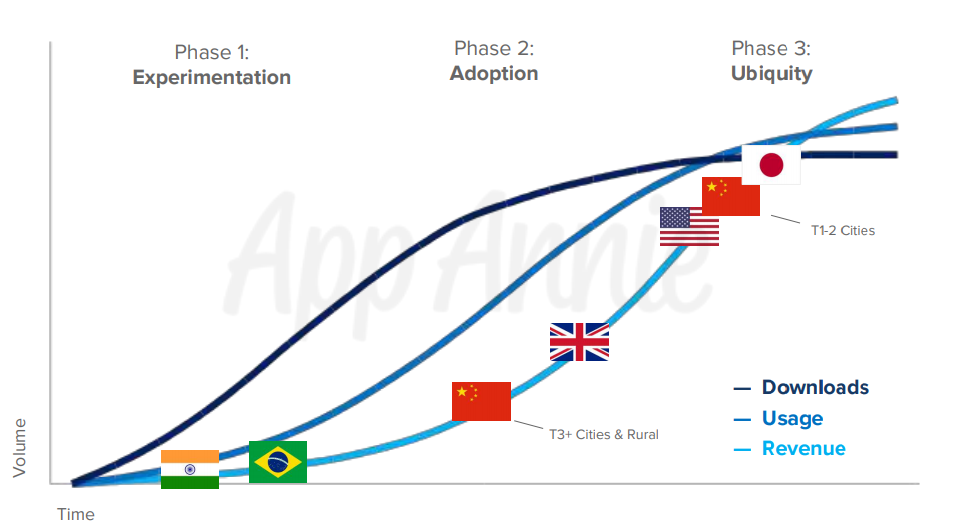 Phase 1:
Experimentation
Phase 2:
Adoption
Phase 3:
Ubiquity
App Annie
T1-2 Cities
T3+ Cities & Rural
Downloads
Usage
Revenue
Volume
Time